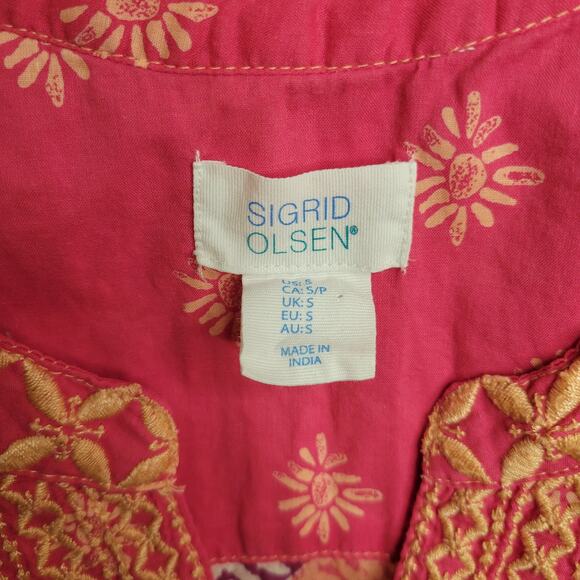 SIGRID
OLSEN®
US: S
CA: S/P
UK: S
EU: S
AU: S
MADE IN
INDIA